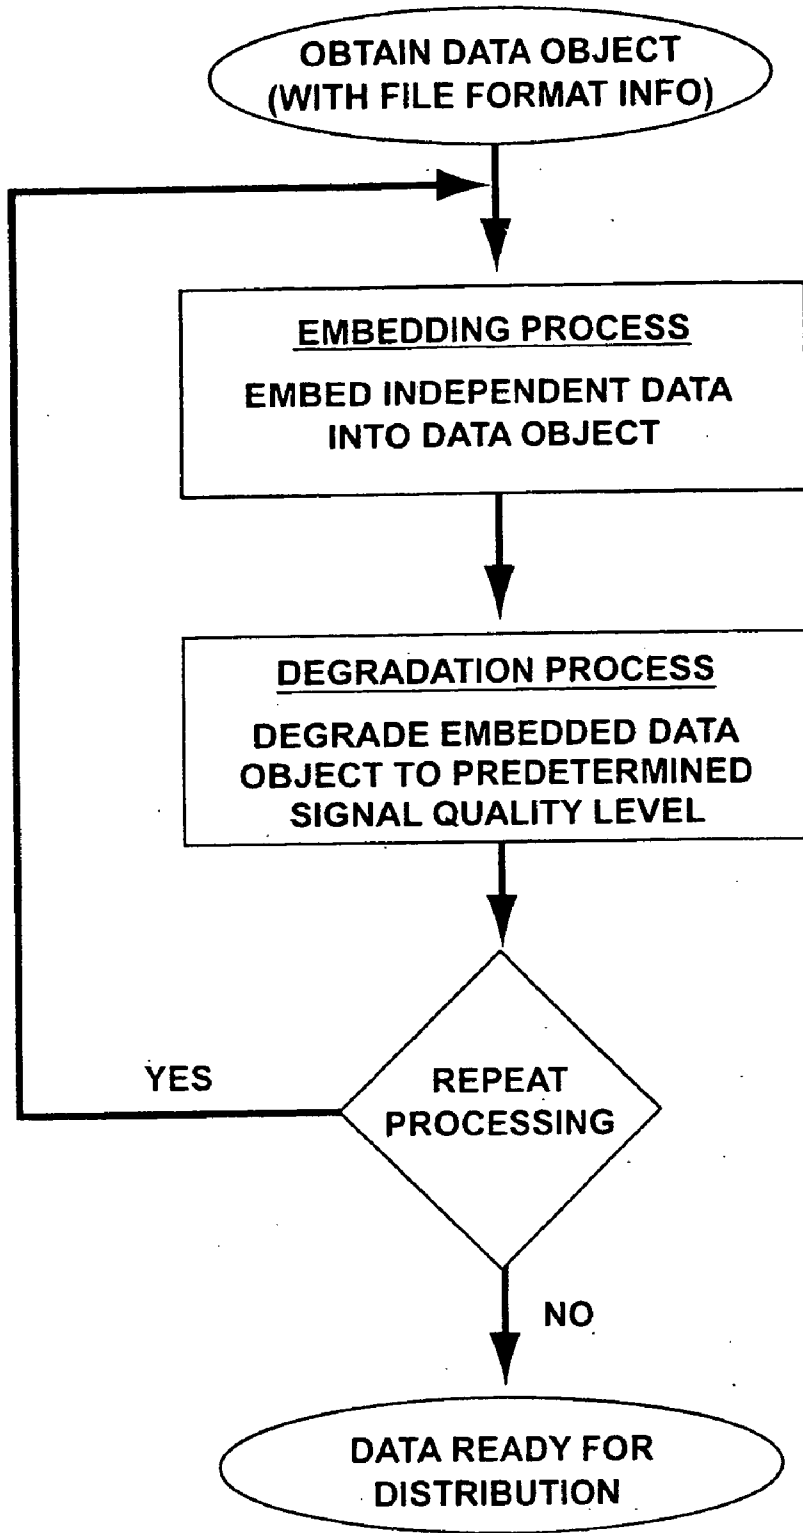 OBTAIN DATA OBJECT
(WITH FILE FORMAT INFO)
EMBEDDING PROCESS
EMBED INDEPENDENT DATA
INTO DATA OBJECT
DEGRADATION PROCESS
DEGRADE EMBEDDED DATA
OBJECT TO PREDETERMINED
SIGNAL QUALITY LEVEL
YES
REPEAT
PROCESSING
NO
DATA READY FOR
DISTRIBUTION